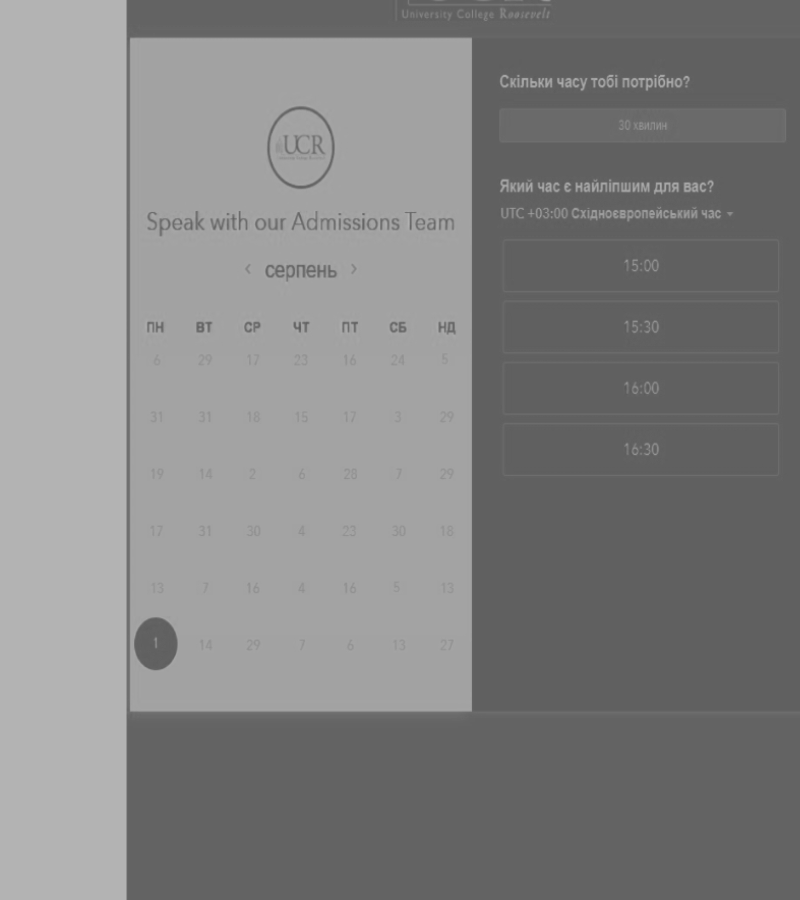 University College Roosevelt
UCR
Speak with our Admissions Team
‹ серпень ›
ПН ВТ СР ЧТ ПТ СБ НД
6 29 17 23 16 24 5
31 31 18 15 17 3 29
19 14 2 6 28 7 29
17 31 30 4 23 30 18
13 7 16 4 16 5 13
1 14 29 7 6 13 27
Скільки часу тобі потрібно?
30 хвилин
Який час є найліпшим для вас?
UTC +03:00 Східноєвропейський час
15:00
15:30
16:00
16:30